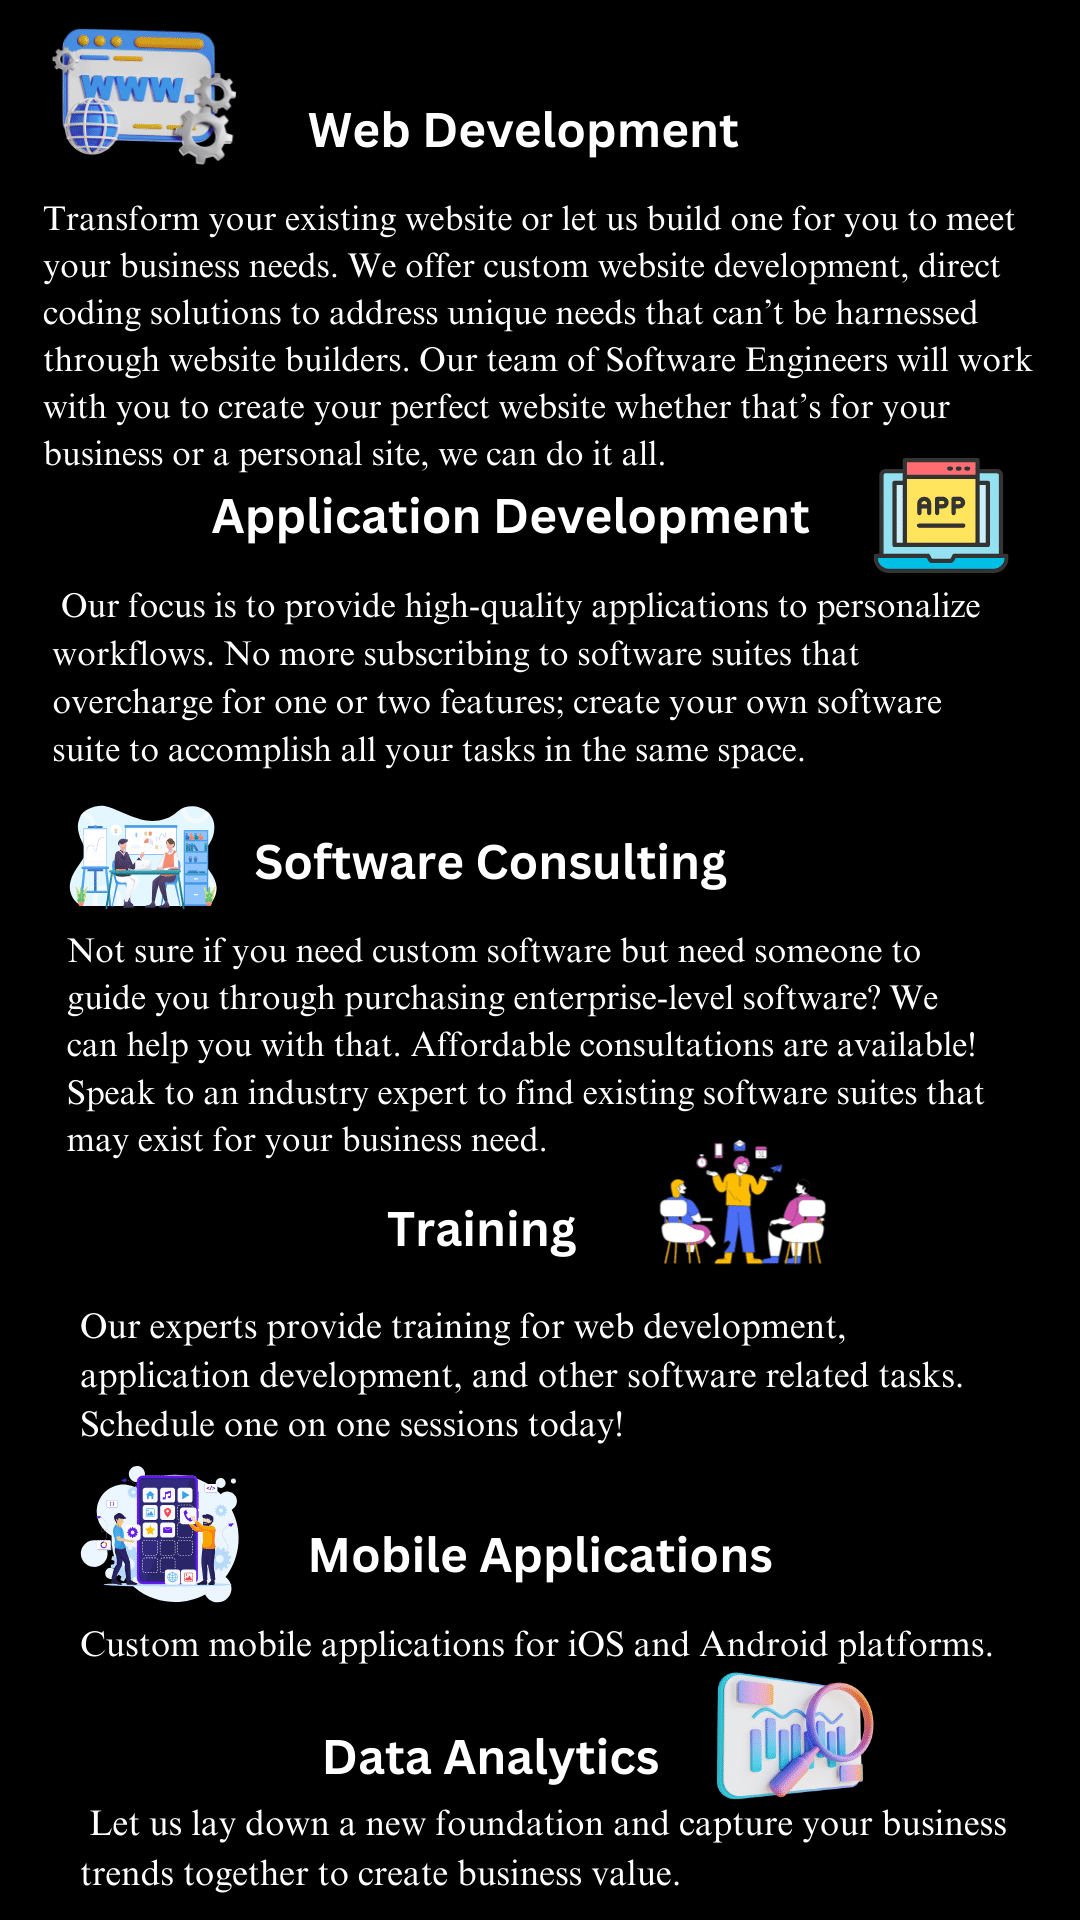 WWW.
Web Development
Transform your existing website or let us build one for you to meet
your business needs. We offer custom website development, direct
coding solutions to address unique needs that can’t be harnessed
through website builders. Our team of Software Engineers will work
with you to create your perfect website whether that’s for your
business or a personal site, we can do it all.
Application Development
APP
Our focus is to provide high-quality applications to personalize
workflows. No more subscribing to software suites that
overcharge for one or two features; create your own software
suite to accomplish all your tasks in the same space.
Software Consulting
Not sure if you need custom software but need someone to
guide you through purchasing enterprise-level software? We
can help you with that. Affordable consultations are available!
Speak to an industry expert to find existing software suites that
may exist for your business need.
Training
Our experts provide training for web development,
application development, and other software related tasks.
Schedule one on one sessions today!
Mobile Applications
Custom mobile applications for iOS and Android platforms.
Data Analytics
Let us lay down a new foundation and capture your business
trends together to create business value.